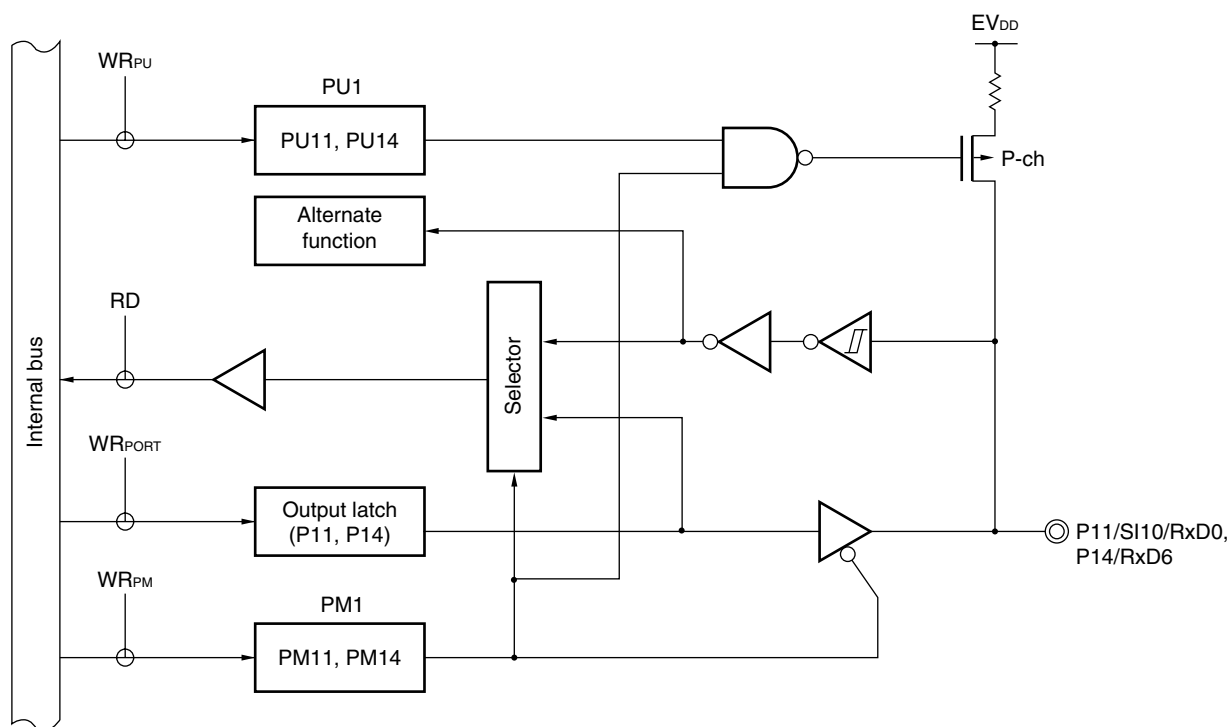 EVDD
WRPU
PU1
PU11, PU14
P-ch
Alternate
function
RD
Selector
Internal bus
WRPORT
Output latch
(P11, P14)
P11/SI10/RxD0,
P14/RxD6
WRPM
PM1
PM11, PM14